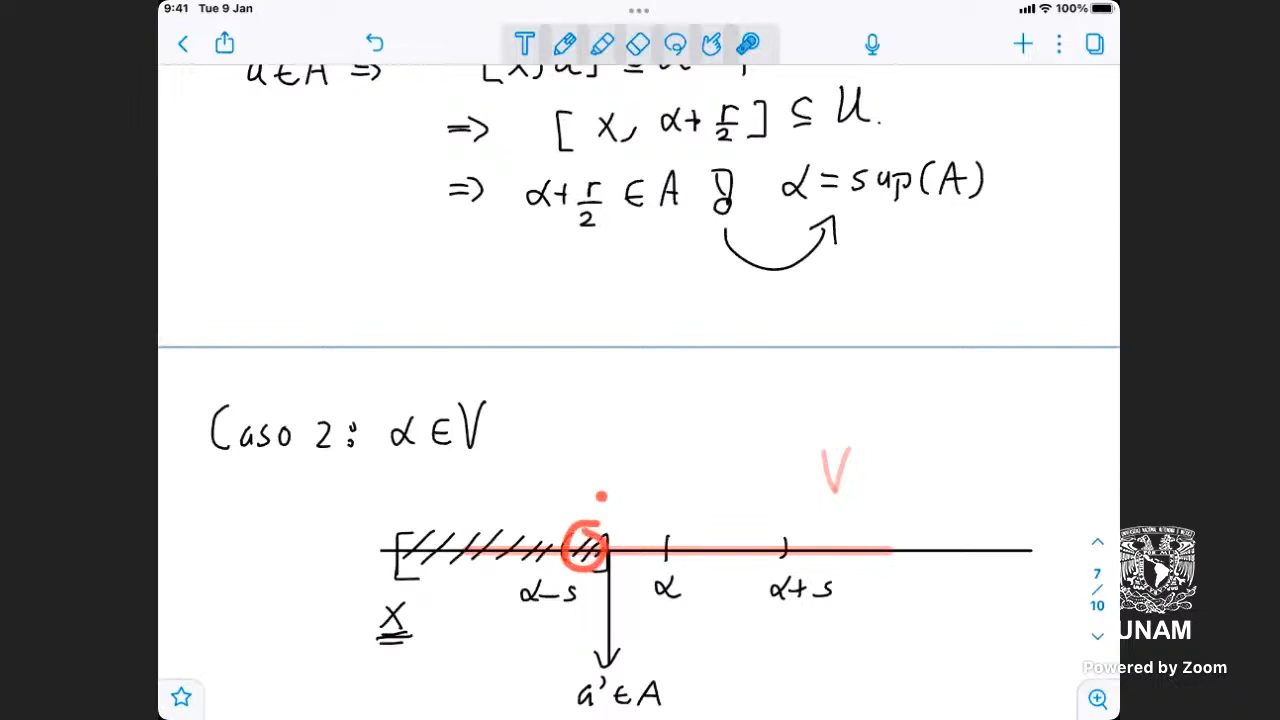 9:41 Tue 9 Jan
100%
a ∈ A ⇒ [x, a] ⊆ U
⇒ [x, α + r/2] ⊆ U.
⇒ α + r/2 ∈ A α = sup(A)
Caso 2: α ∈ V
V
α-s α α+s
x
a' ∈ A
7
/
10
UNAM
Powered by Zoom